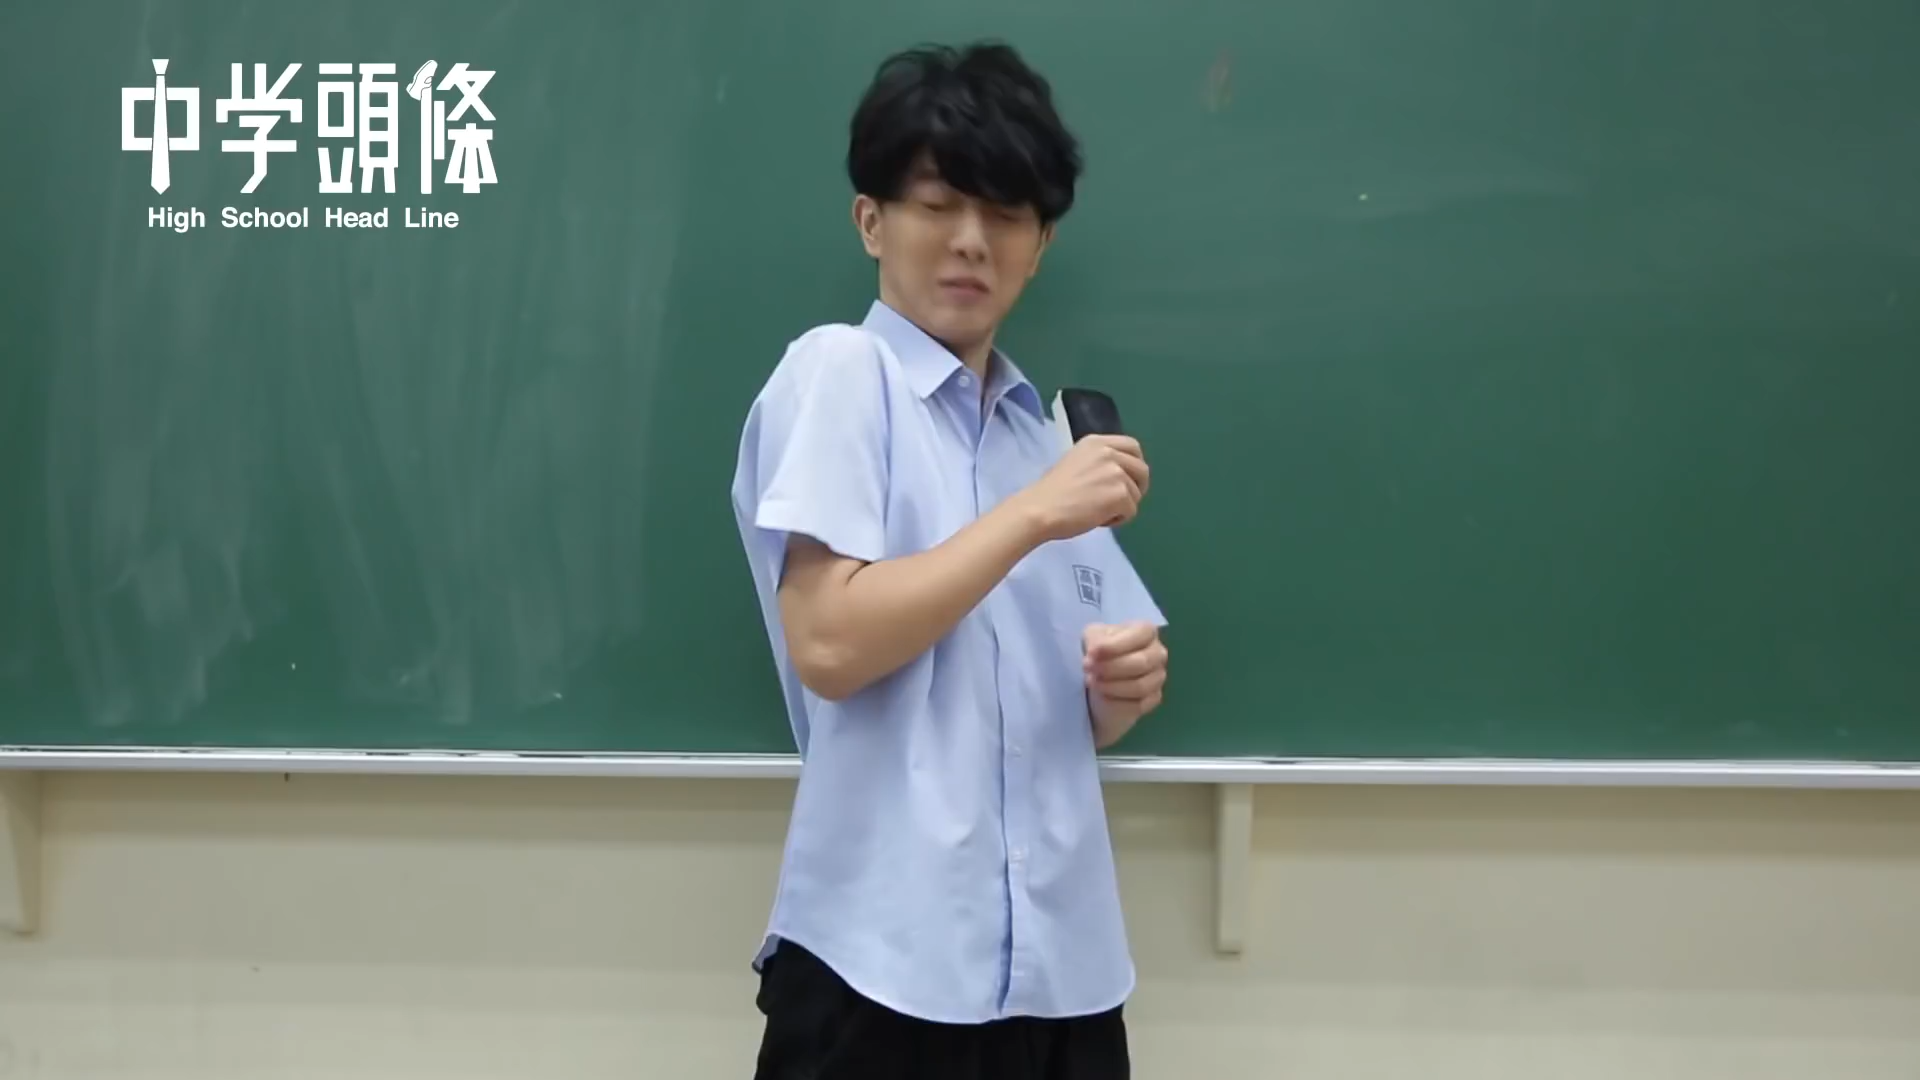 中学頭條
High School Head Line